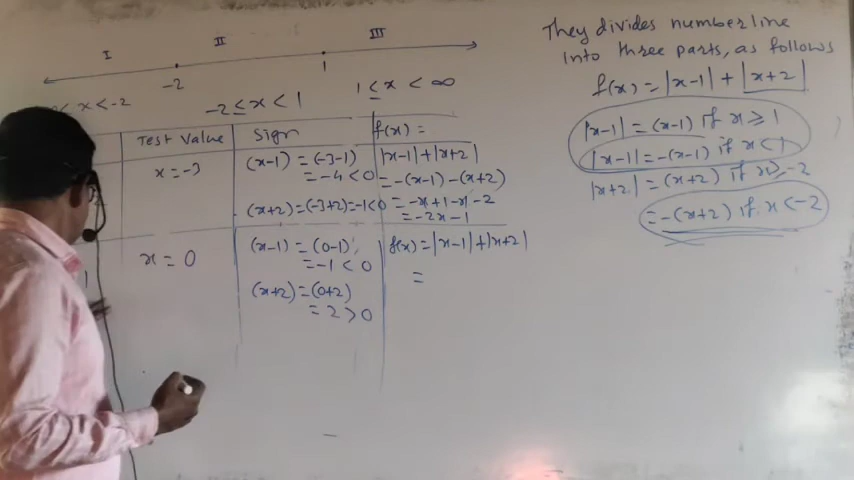 They divides numberline
into three parts, as follows
f(x) = |x-1| + |x+2|
|x-1| = (x-1) if x ≥ 1
|x-1| = -(x-1) if x < 1
|x+2| = (x+2) if x ≥ -2
= -(x+2) if x < -2
I II III
-2 1
< x < -2 -2 ≤ x < 1 1 ≤ x < ∞
Test Value Sign f(x) =
x = -3
(x-1) = (-3-1)
= -4 < 0
(x+2) = (-3+2) = -1 < 0
|x-1| + |x+2|
= -(x-1) - (x+2)
= -x + 1 - x - 2
= -2x - 1
x = 0
(x-1) = (0-1)
= -1 < 0
(x+2) = (0+2)
= 2 > 0
f(x) = |x-1| + |x+2|
=